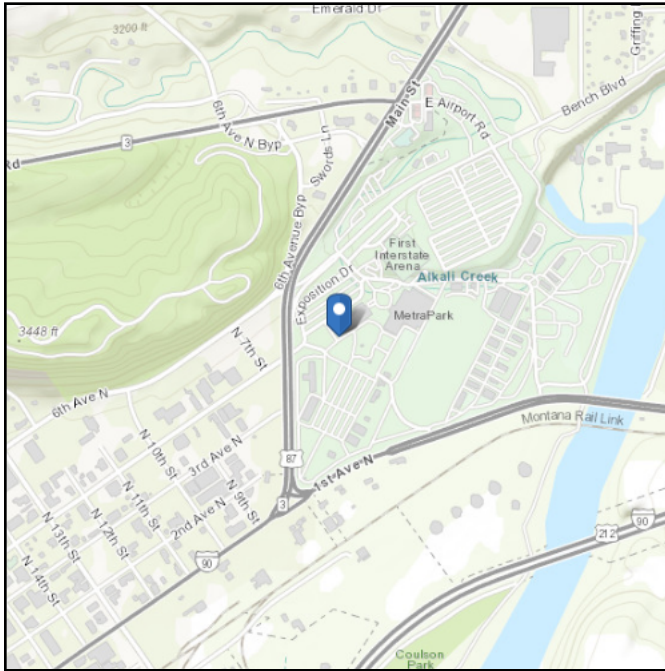 Emerald Dr
3200 ft
Griffing
Bench Blvd
Main St
E Airport Rd
6th Ave N Byp
3
Rd
Swords Ln
6th Avenue Byp
First
Interstate
Arena
Alkali Creek
Exposition Dr
MetraPark
3448 ft
N 7th St
6th Ave N
Montana Rail Link
N 10th St
3rd Ave N
87
1st Ave N
N 9th St
3
N 11th St
2nd Ave N
N 12th St
N 13th St
90
212
90
N 14th St
Coulson
Park